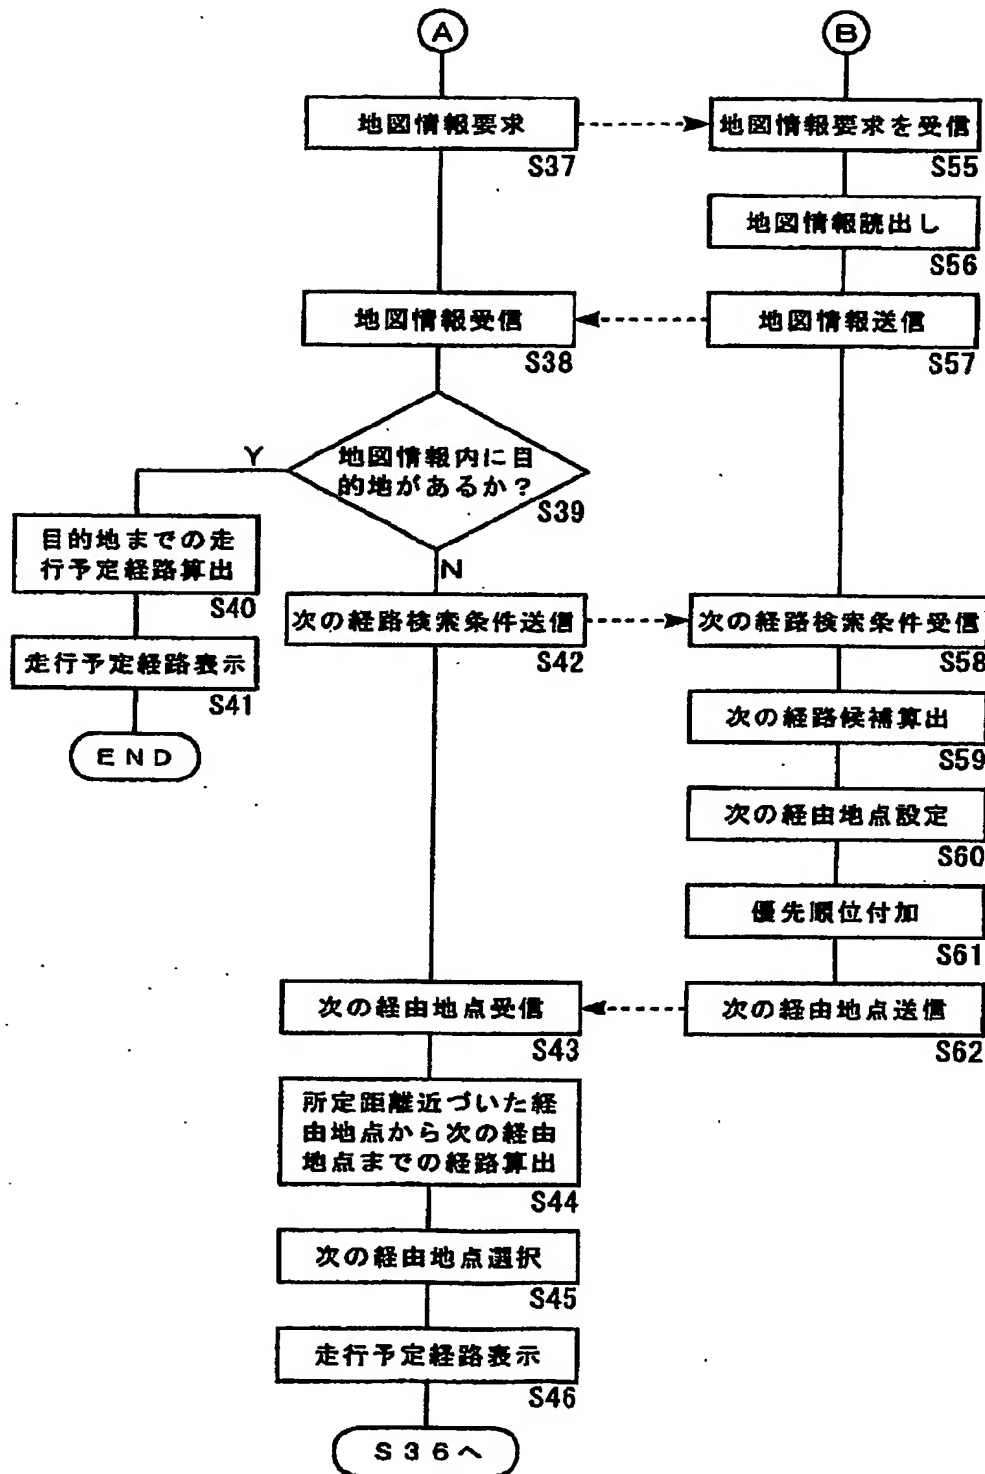 A
B
地図情報要求
S37
地図情報要求を受信
S55
地図情報読出し
S56
地図情報受信
S38
地図情報送信
S57
Y
地図情報内に目
的地があるか?
S39
N
目的地までの走
行予定経路算出
S40
走行予定経路表示
S41
END
次の経路検索条件送信
S42
次の経路検索条件受信
S58
次の経路候補算出
S59
次の経由地点設定
S60
優先順位付加
S61
次の経由地点受信
S43
次の経由地点送信
S62
所定距離近づいた経
由地点から次の経由
地点までの経路算出
S44
次の経由地点選択
S45
走行予定経路表示
S46
S36へ